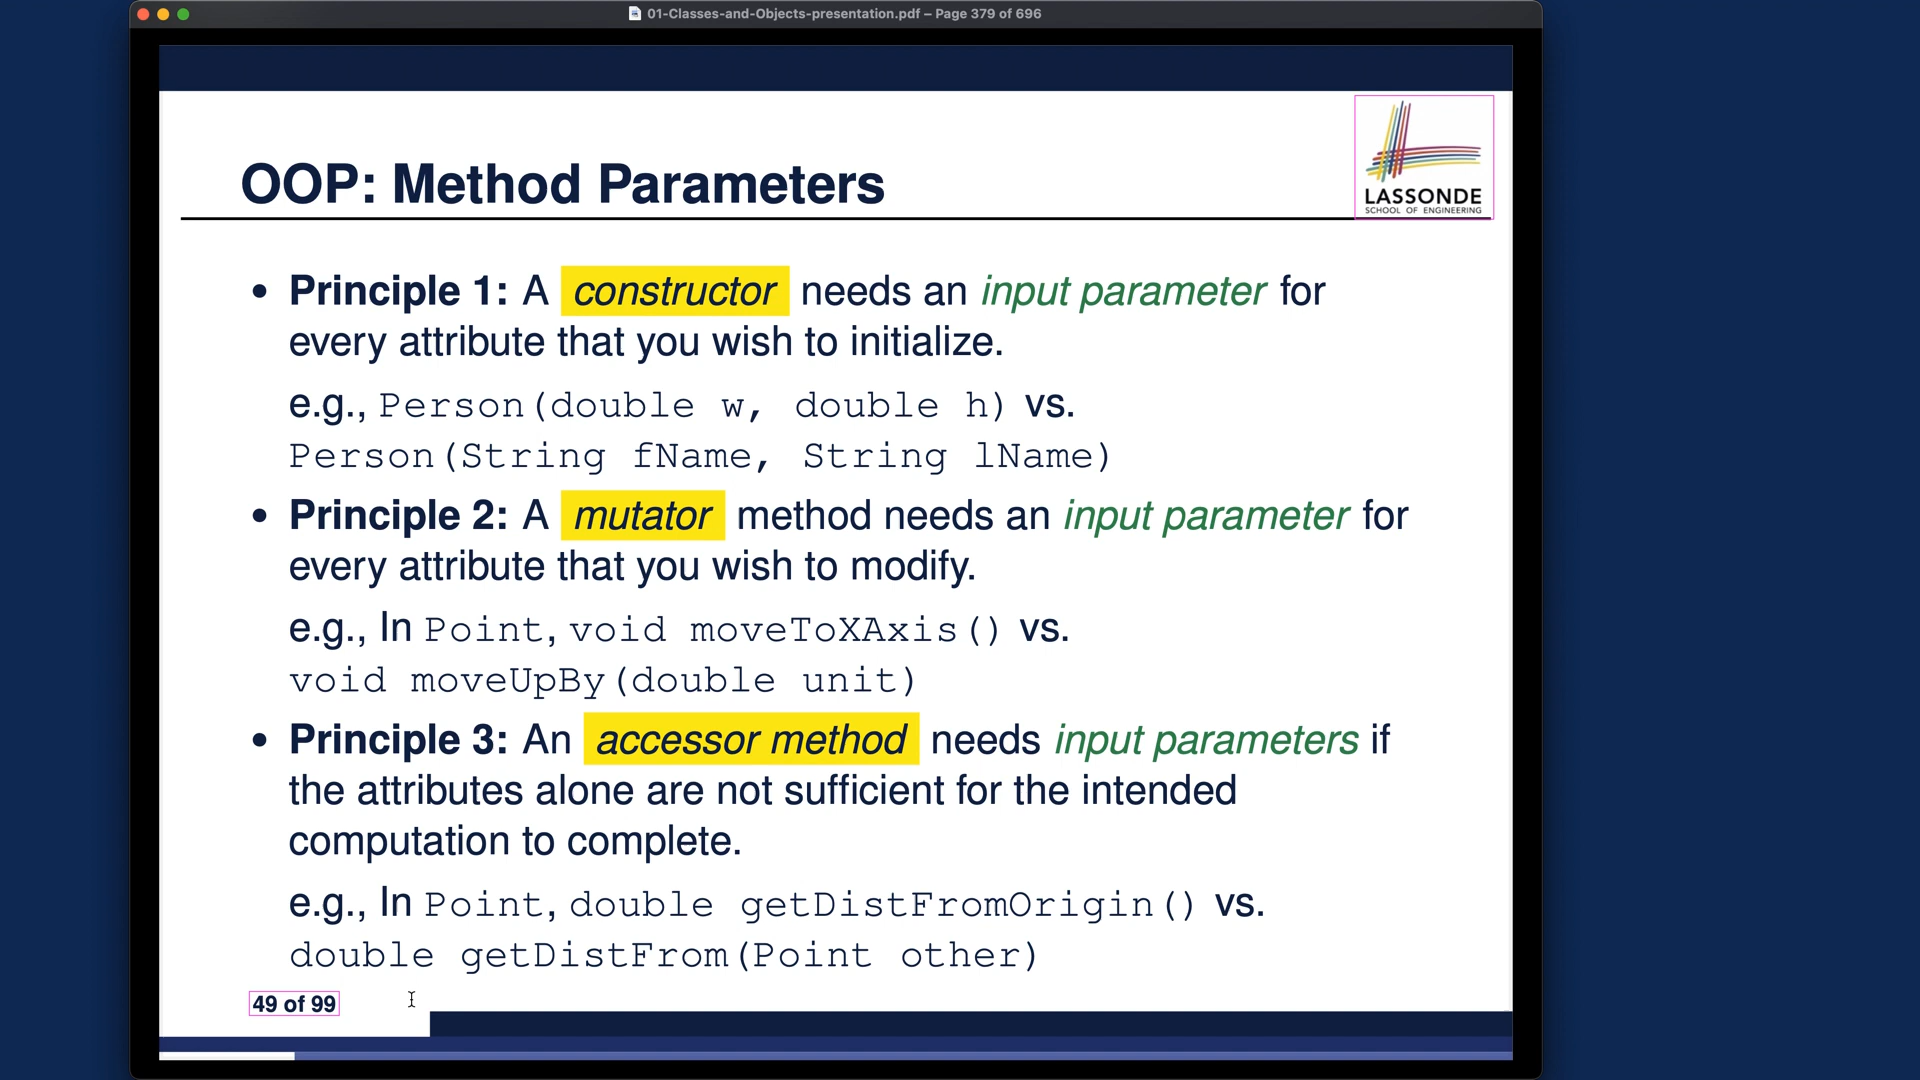 01-Classes-and-Objects-presentation.pdf – Page 379 of 696
LASSONDE
SCHOOL OF ENGINEERING
OOP: Method Parameters
• Principle 1: A constructor needs an input parameter for
every attribute that you wish to initialize.
e.g., Person(double w, double h) vs.
Person(String fName, String lName)
• Principle 2: A mutator method needs an input parameter for
every attribute that you wish to modify.
e.g., In Point, void moveToXAxis() vs.
void moveUpBy(double unit)
• Principle 3: An accessor method needs input parameters if
the attributes alone are not sufficient for the intended
computation to complete.
e.g., In Point, double getDistFromOrigin() vs.
double getDistFrom(Point other)
49 of 99